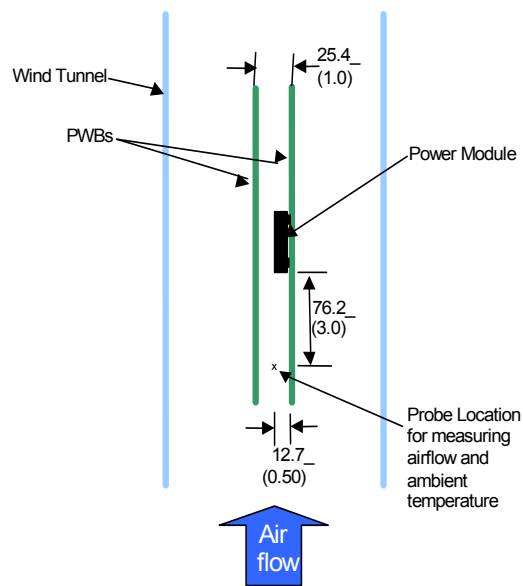 25.4_
(1.0)
Wind Tunnel
PWBs
Power Module
76.2_
(3.0)
x
Probe Location
for measuring
airflow and
ambient
temperature
12.7_
(0.50)
Air
flow